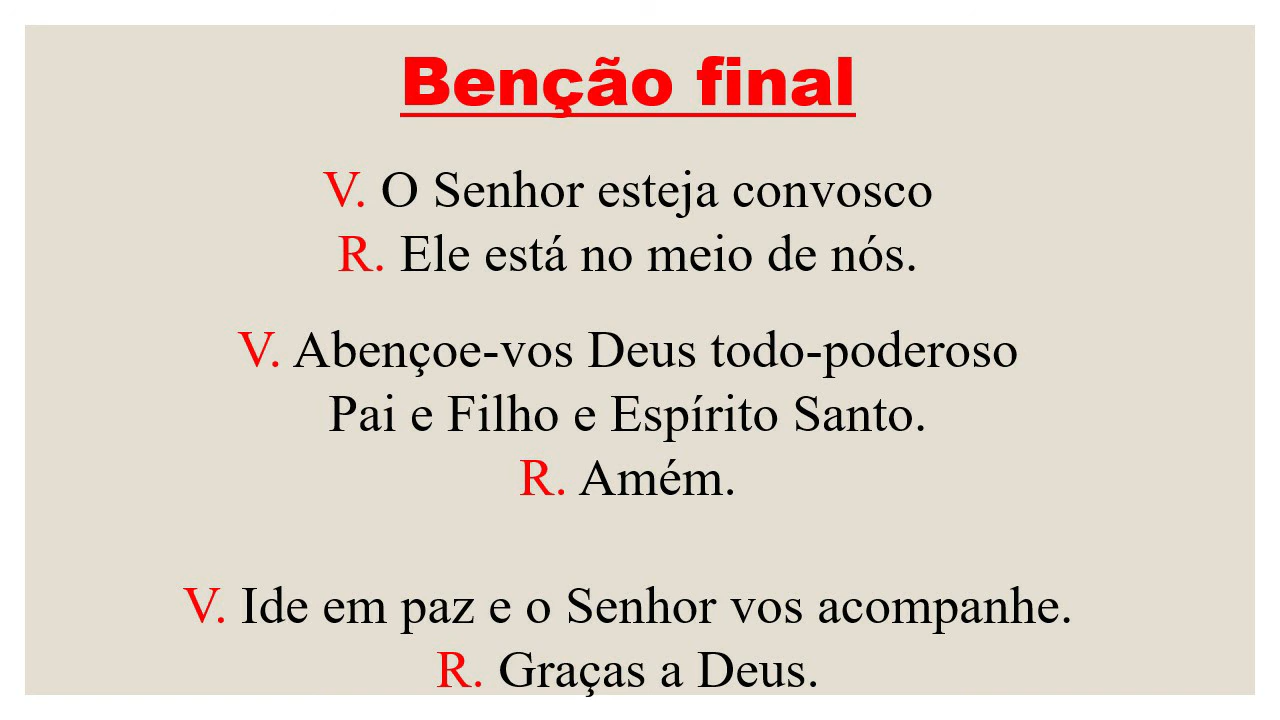 Benção final
V. O Senhor esteja convosco
R. Ele está no meio de nós.
V. Abençoe-vos Deus todo-poderoso
Pai e Filho e Espírito Santo.
R. Amém.
V. Ide em paz e o Senhor vos acompanhe.
R. Graças a Deus.